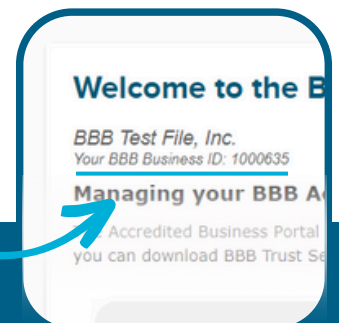 Welcome to the B
BBB Test File, Inc.
Your BBB Business ID: 1000635
Managing your BBB A
Accredited Business Portal
you can download BBB Trust Se